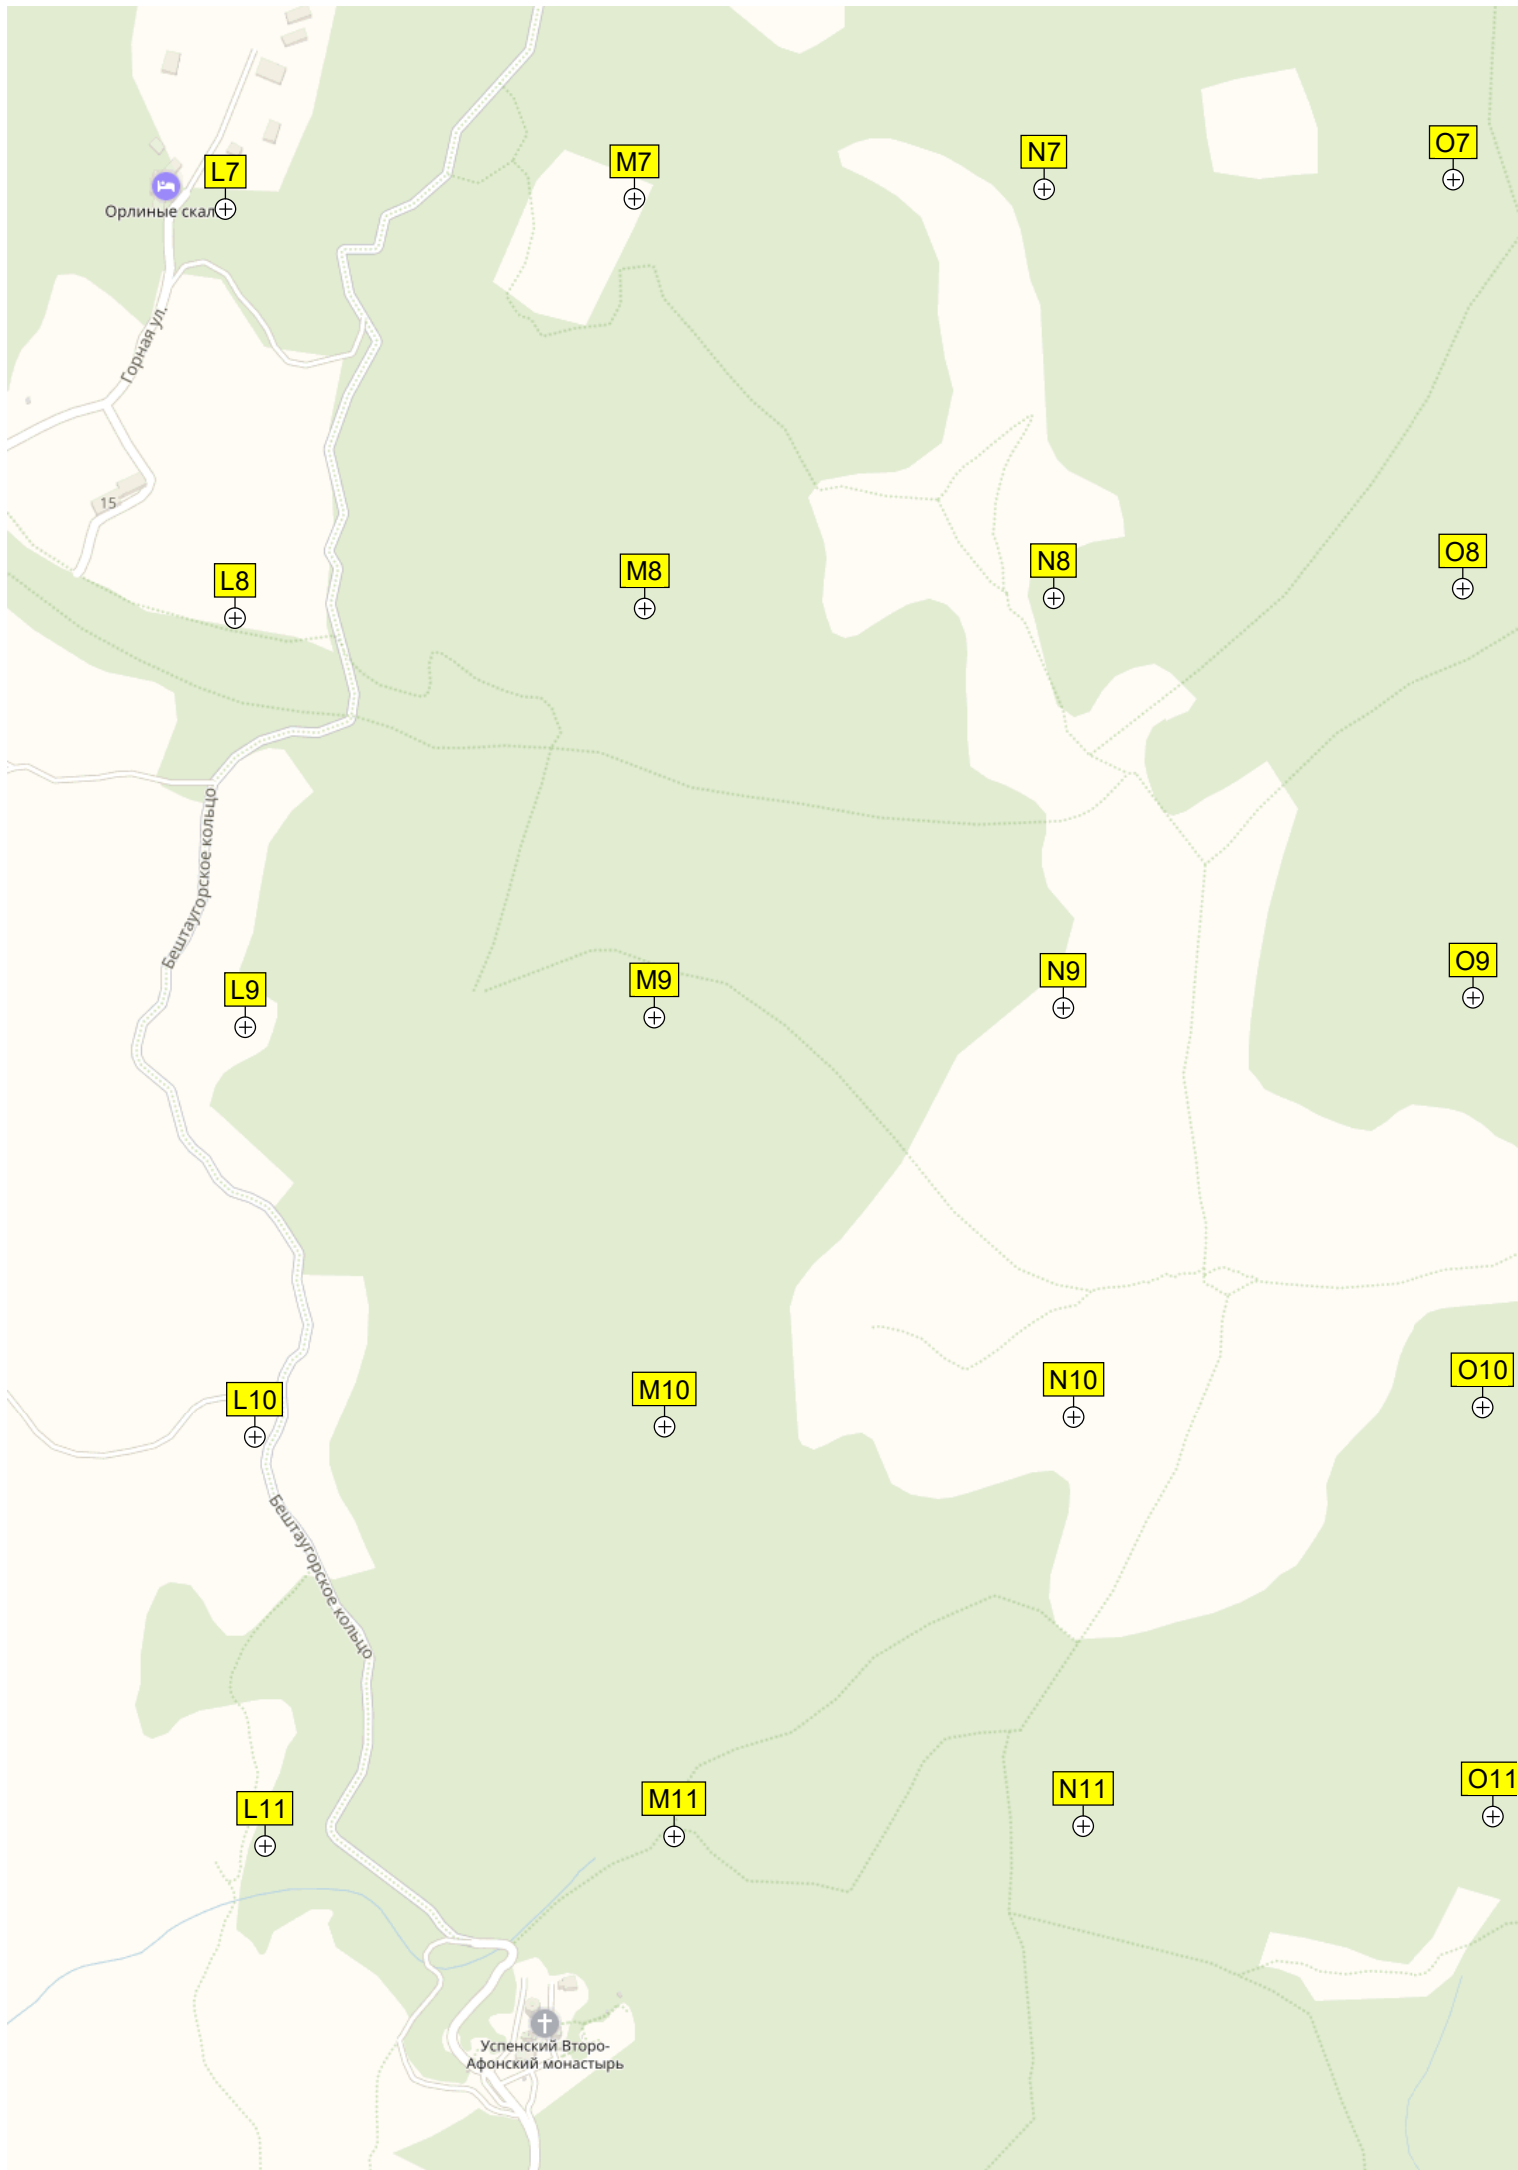 O7
N7
M7
L7
Орлиные скал
Горная ул.
15
O8
N8
M8
L8
Бештаугорское кольцо
O9
N9
M9
L9
O10
N10
M10
L10
Бештаугорское кольцо
O11
N11
M11
L11
Успенский Второ-
Афонский монастырь